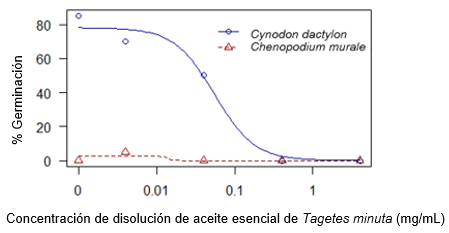 80
60
40
20
0
% Germinación
Cynodon dactylon
Chenopodium murale
0 0.01 0.1 1
Concentración de disolución de aceite esencial de Tagetes minuta (mg/mL)